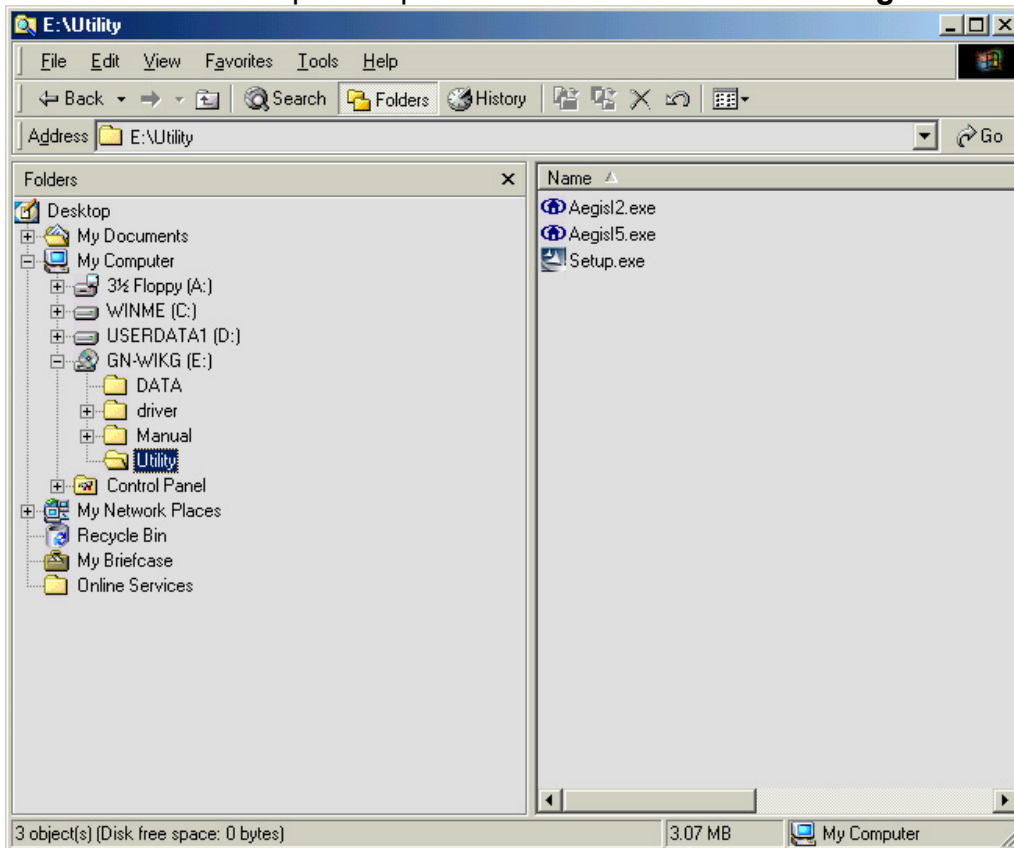 E:\Utility
File Edit View Favorites Tools Help
Back Search Folders History
Address E:\Utility Go
Folders
Name
Desktop
My Documents
My Computer
3½ Floppy (A:)
WINME (C:)
USERDATA1 (D:)
GN-WIKG (E:)
DATA
driver
Manual
Utility
Control Panel
My Network Places
Recycle Bin
My Briefcase
Online Services
AegisI2.exe
AegisI5.exe
Setup.exe
3 object(s) (Disk free space: 0 bytes) 3.07 MB My Computer